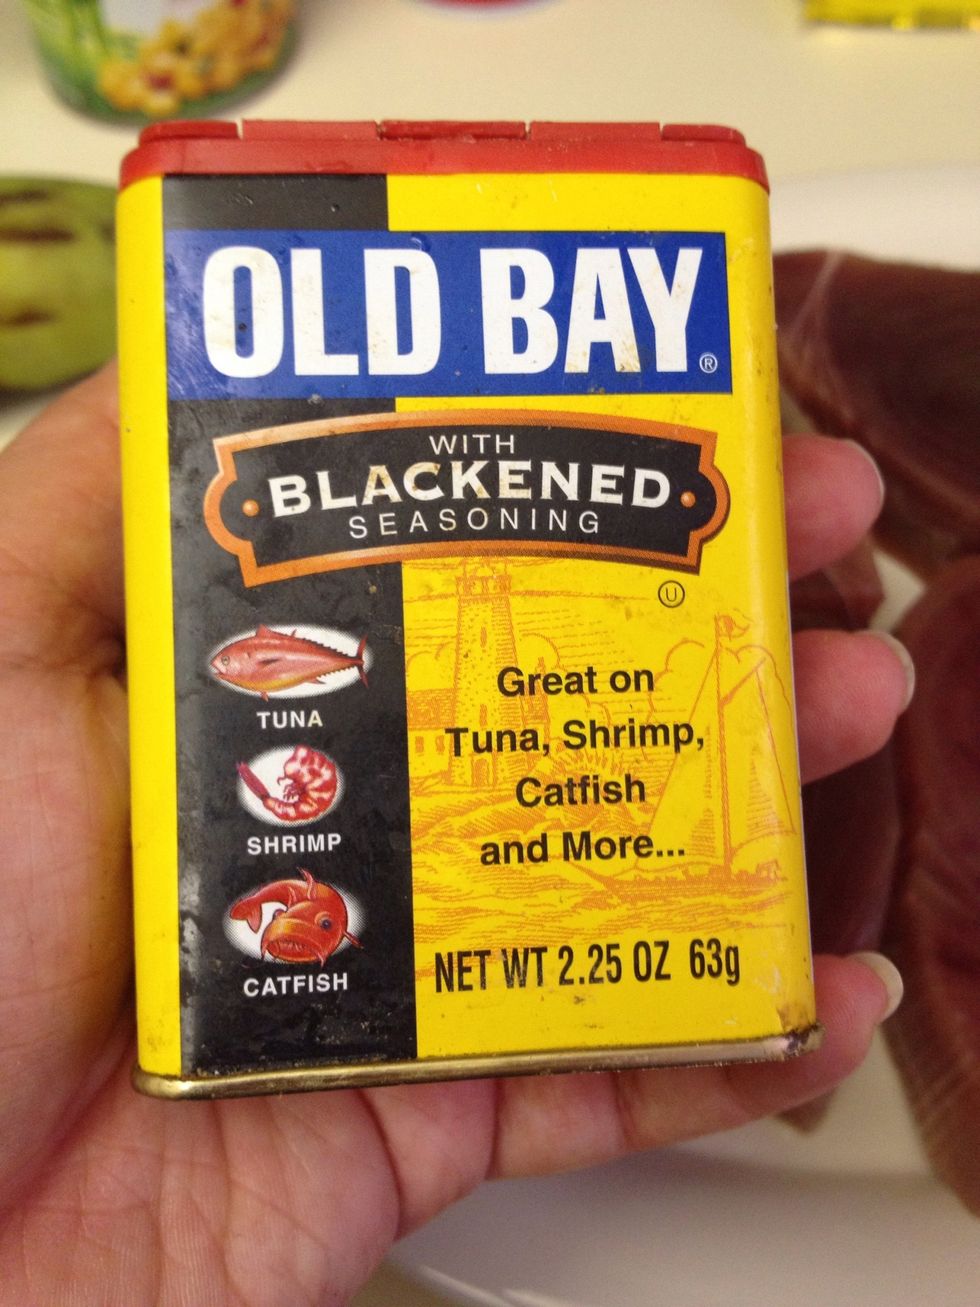 OLD BAY®
WITH
BLACKENED
SEASONING
U
Great on
Tuna, Shrimp,
Catfish
and More...
TUNA
SHRIMP
CATFISH
NET WT 2.25 OZ 63g